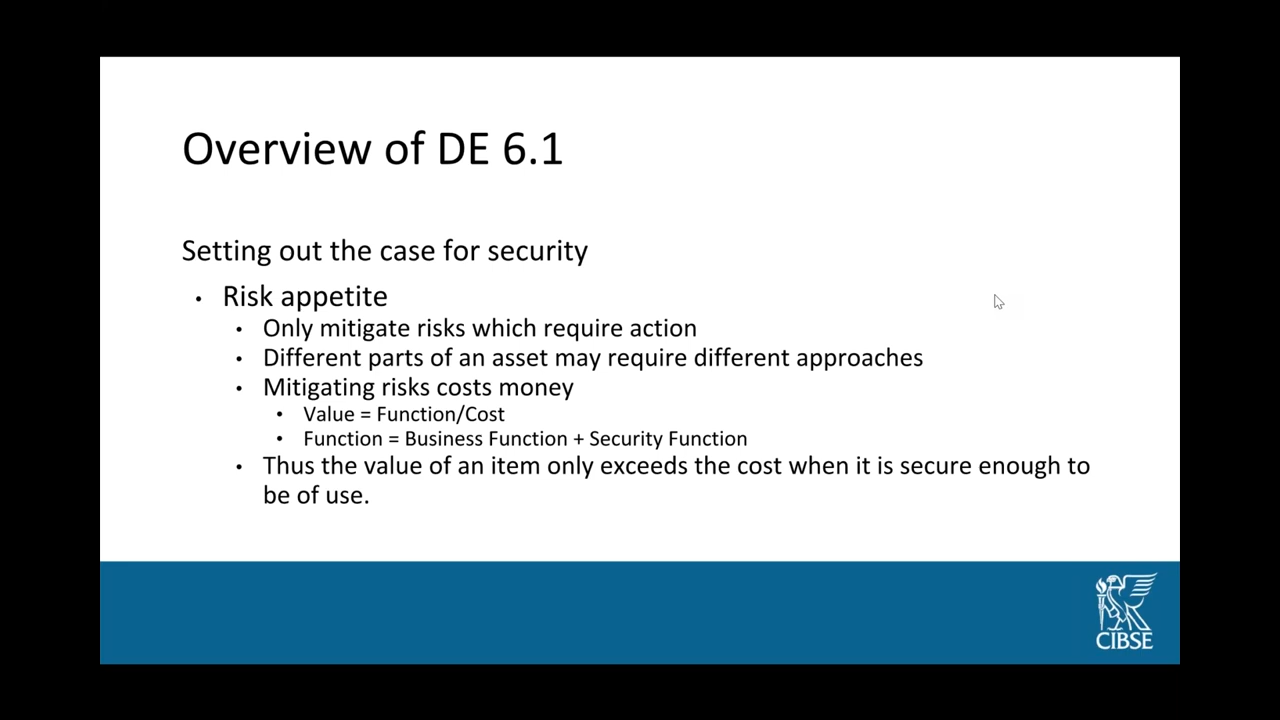 Overview of DE 6.1
Setting out the case for security
• Risk appetite
• Only mitigate risks which require action
• Different parts of an asset may require different approaches
• Mitigating risks costs money
• Value = Function/Cost
• Function = Business Function + Security Function
• Thus the value of an item only exceeds the cost when it is secure enough to
be of use.
CIBSE